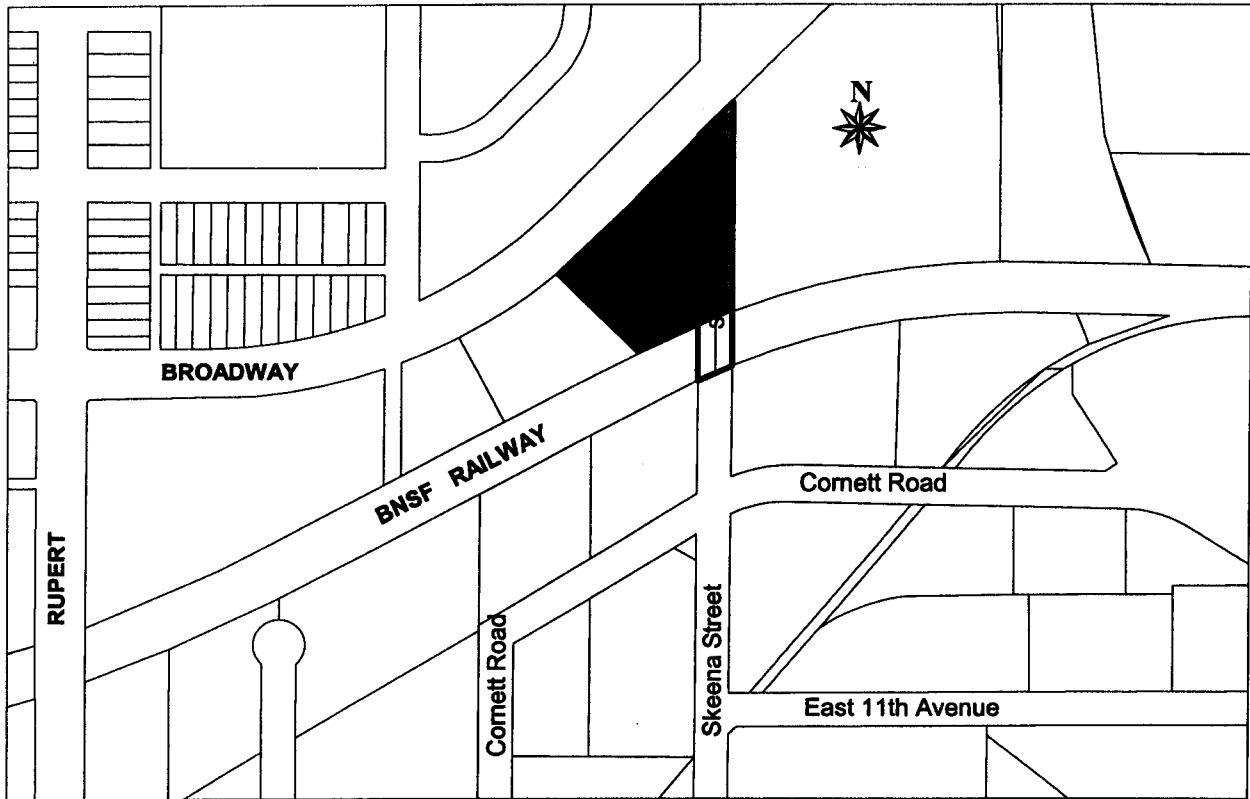 N
BROADWAY
BNSF RAILWAY
Cornett Road
RUPERT
Cornett Road
Skeena Street
East 11th Avenue